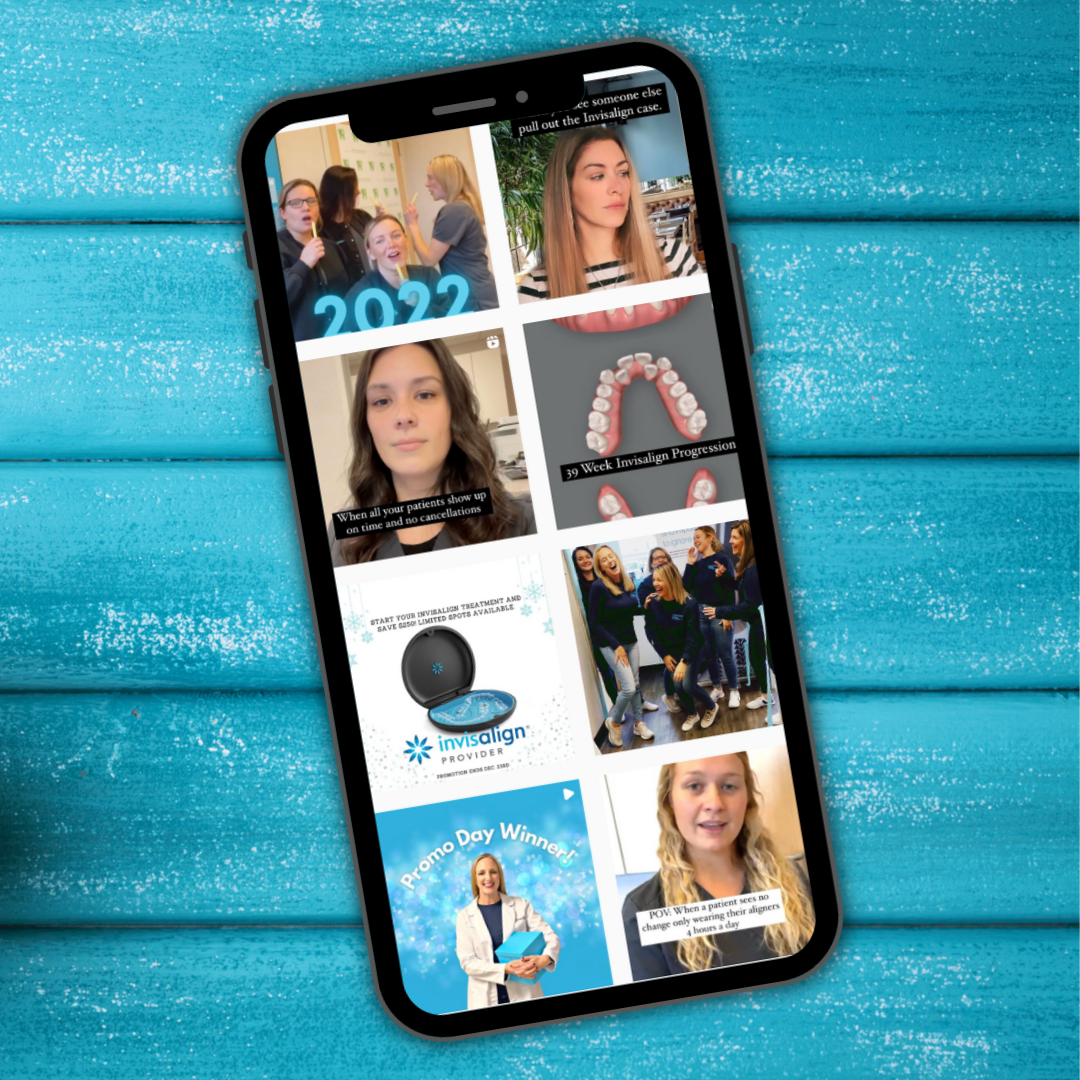 see someone else
pull out the Invisalign case.
2022
When all your patients show up
on time and no cancellations
39 Week Invisalign Progression
START YOUR INVISALIGN TREATMENT AND
SAVE $250! LIMITED SPOTS AVAILABLE
invisalign
PROVIDER
PROMOTION ENDS DEC. 23RD
Promo Day Winner!
POV: When a patient sees no
change only wearing their aligners
4 hours a day